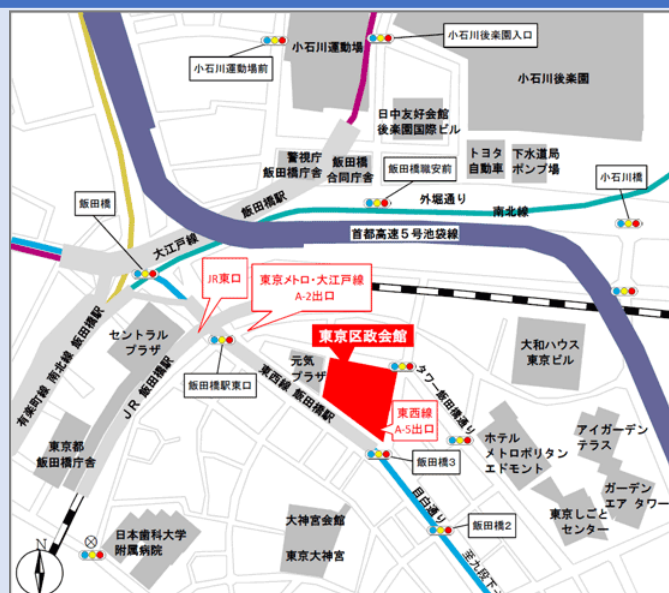 小石川運動場
小石川後楽園入口
小石川運動場前
小石川後楽園
日中友好会館
後楽園国際ビル
警視庁
飯田橋庁舎
飯田橋
合同庁舎
飯田橋職安前
トヨタ
自動車
下水道局
ポンプ場
小石川橋
飯田橋
大江戸線 飯田橋駅
外堀通り
南北線
首都高速5号池袋線
JR東口
東京メトロ・大江戸線
A-2出口
有楽町線 南北線 飯田橋駅
セントラル
プラザ
JR 飯田橋駅
飯田橋駅東口
東西線 飯田橋駅
元気
プラザ
東京区政会館
東西線
A-5出口
タワー飯田橋通り
大和ハウス
東京ビル
飯田橋3
ホテル
メトロポリタン
エドモント
アイガーデン
テラス
ガーデン
エア タワー
東京しごと
センター
東京都
飯田橋庁舎
目白通り
飯田橋2
至九段下
大神宮会館
東京大神宮
日本歯科大学
附属病院
N